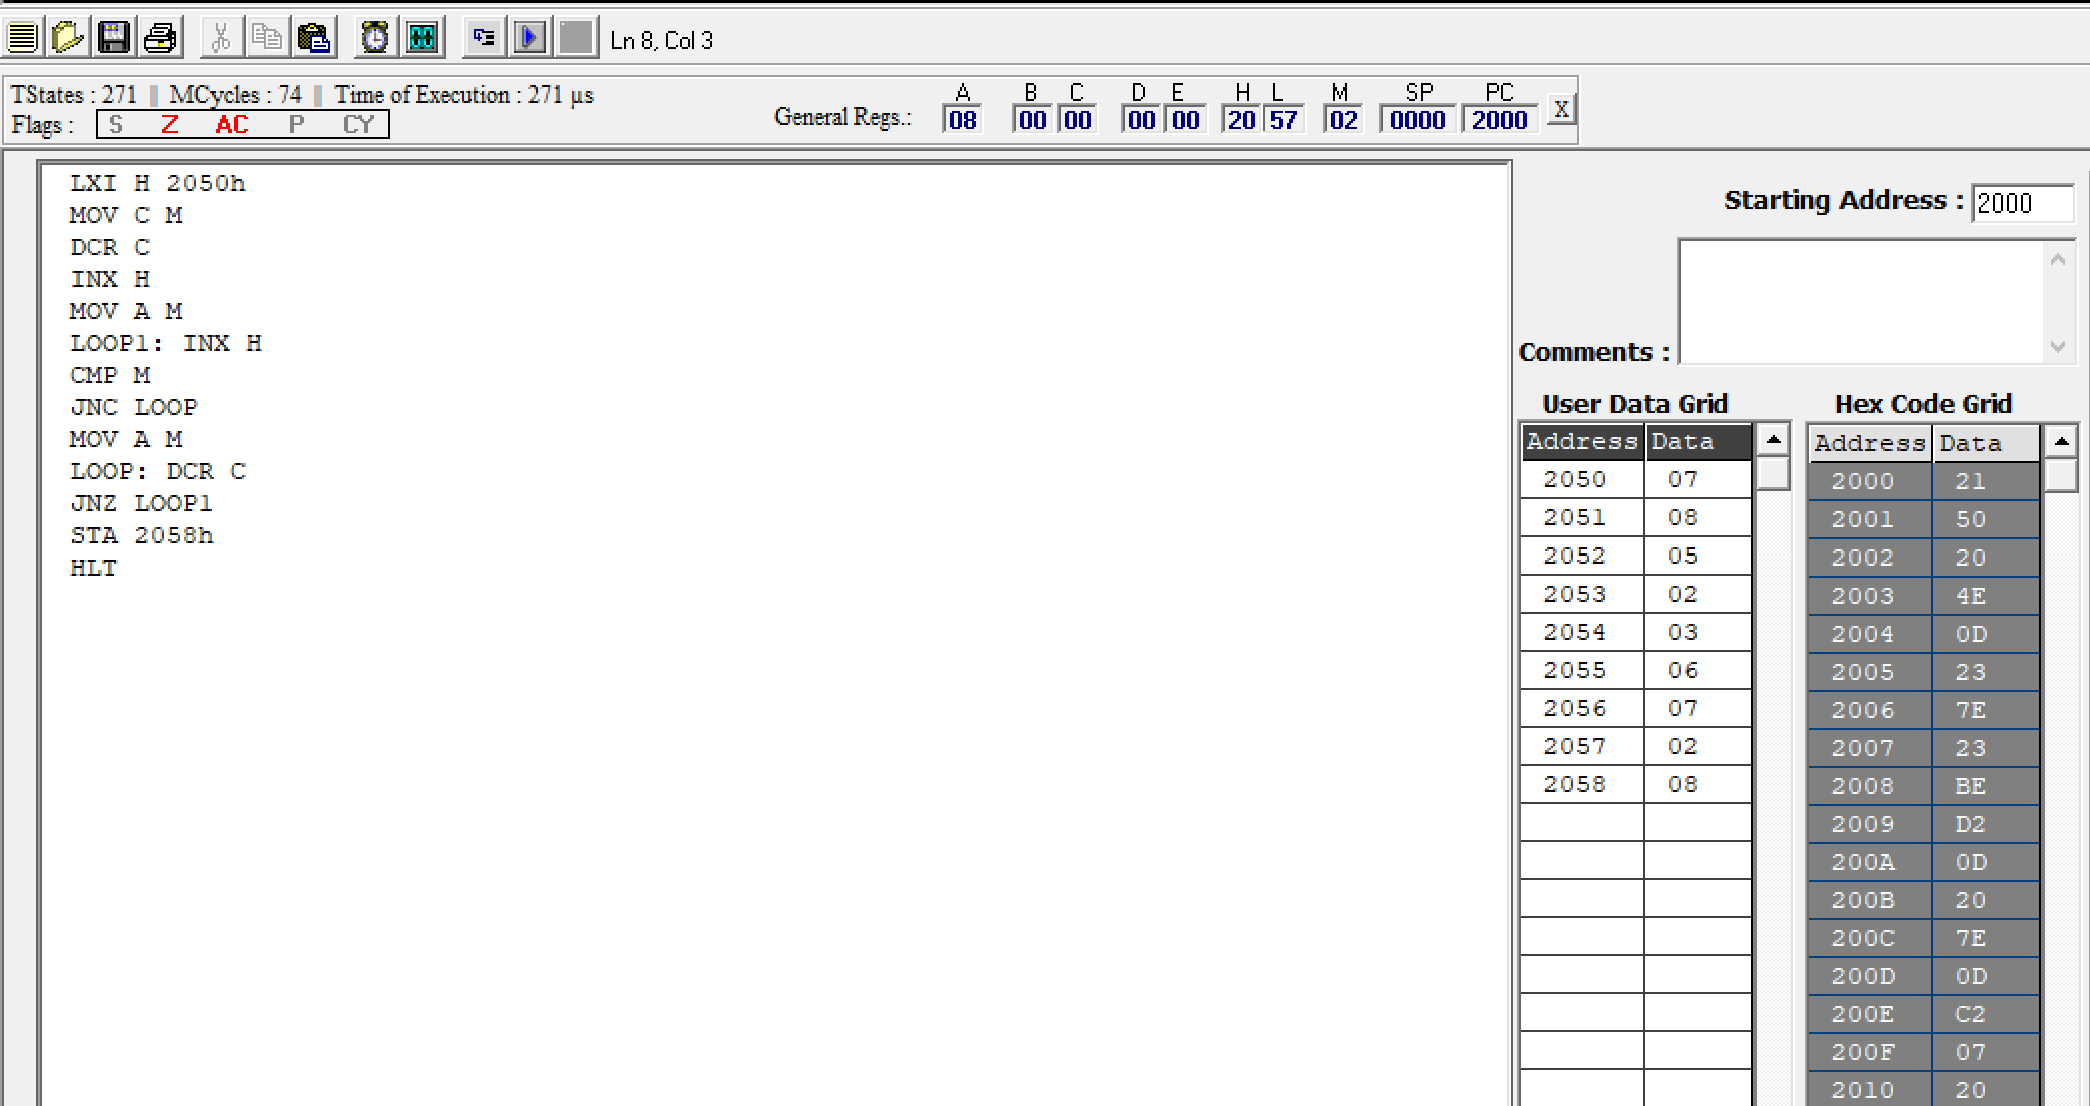 Ln 8, Col 3
TStates : 271 || MCycles : 74 || Time of Execution : 271 µs
Flags : S Z AC P CY
General Regs.:
A B C D E H L M SP PC
08 00 00 00 00 20 57 02 0000 2000 X
LXI H 2050h
MOV C M
DCR C
INX H
MOV A M
LOOP1: INX H
CMP M
JNC LOOP
MOV A M
LOOP: DCR C
JNZ LOOP1
STA 2058h
HLT
Starting Address : 2000
Comments :
User Data Grid
Address Data
2050 07
2051 08
2052 05
2053 02
2054 03
2055 06
2056 07
2057 02
2058 08
Hex Code Grid
Address Data
2000 21
2001 50
2002 20
2003 4E
2004 0D
2005 23
2006 7E
2007 23
2008 BE
2009 D2
200A 0D
200B 20
200C 7E
200D 0D
200E C2
200F 07
2010 20